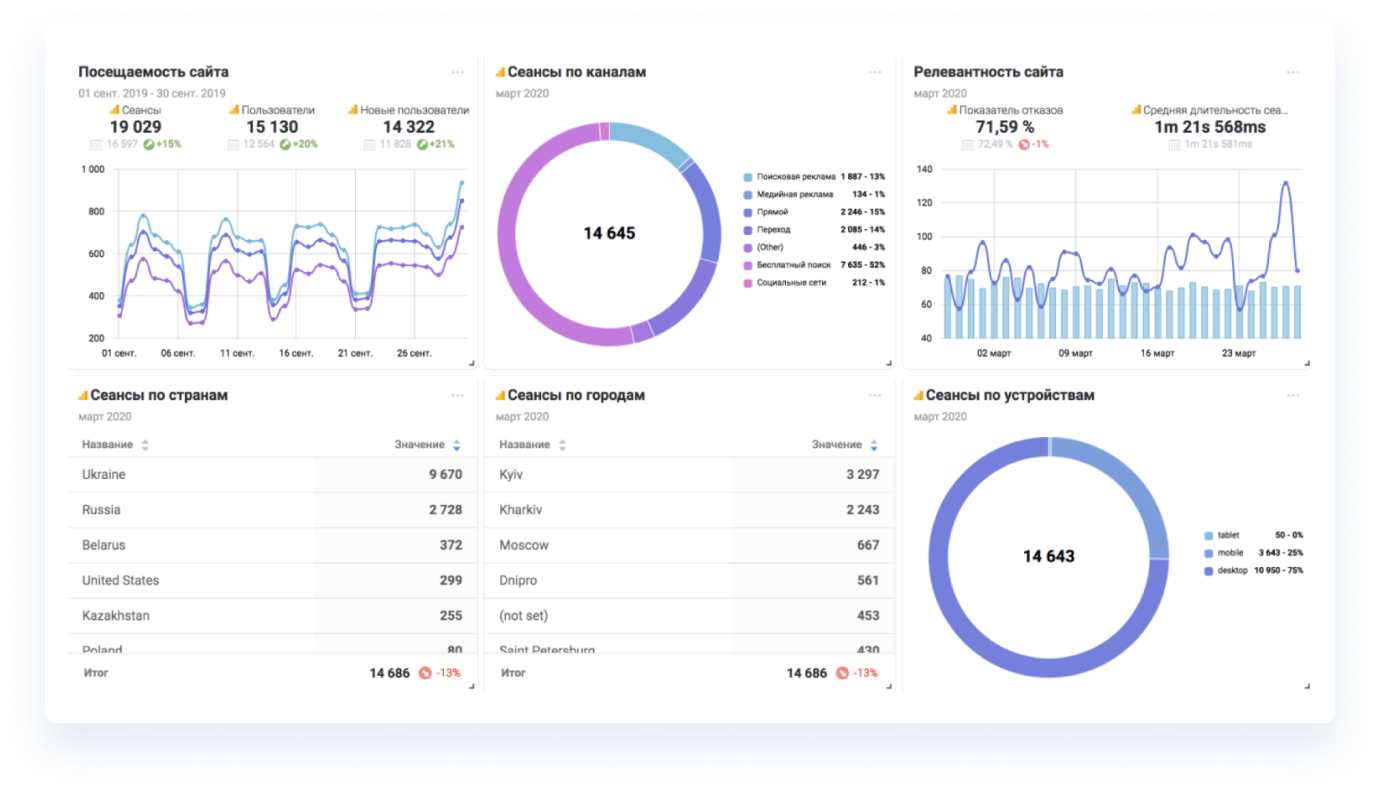 Посещаемость сайта
01 сент. 2019 - 30 сент. 2019
Сеансы
19 029
16 597 +15%
Пользователи
15 130
12 564 +20%
Новые пользователи
14 322
11 828 +21%
1 000
800
600
400
200
01 сент. 06 сент. 11 сент. 16 сент. 21 сент. 26 сент.
Сеансы по каналам
март 2020
14 645
Поисковая реклама 1 887 - 13%
Медийная реклама 134 - 1%
Прямой 2 246 - 15%
Переход 2 085 - 14%
(Other) 446 - 3%
Бесплатный поиск 7 635 - 52%
Социальные сети 212 - 1%
Релевантность сайта
март 2020
Показатель отказов
71,59 %
72,49 % -1%
Средняя длительность сеа...
1m 21s 568ms
1m 21s 581ms
140
120
100
80
60
40
02 март 09 март 16 март 23 март
Сеансы по странам
март 2020
Название Значение
Ukraine 9 670
Russia 2 728
Belarus 372
United States 299
Kazakhstan 255
Poland 80
Итог 14 686 -13%
Сеансы по городам
март 2020
Название Значение
Kyiv 3 297
Kharkiv 2 243
Moscow 667
Dnipro 561
(not set) 453
Saint Petersburg 430
Итог 14 686 -13%
Сеансы по устройствам
март 2020
14 643
tablet 50 - 0%
mobile 3 643 - 25%
desktop 10 950 - 75%